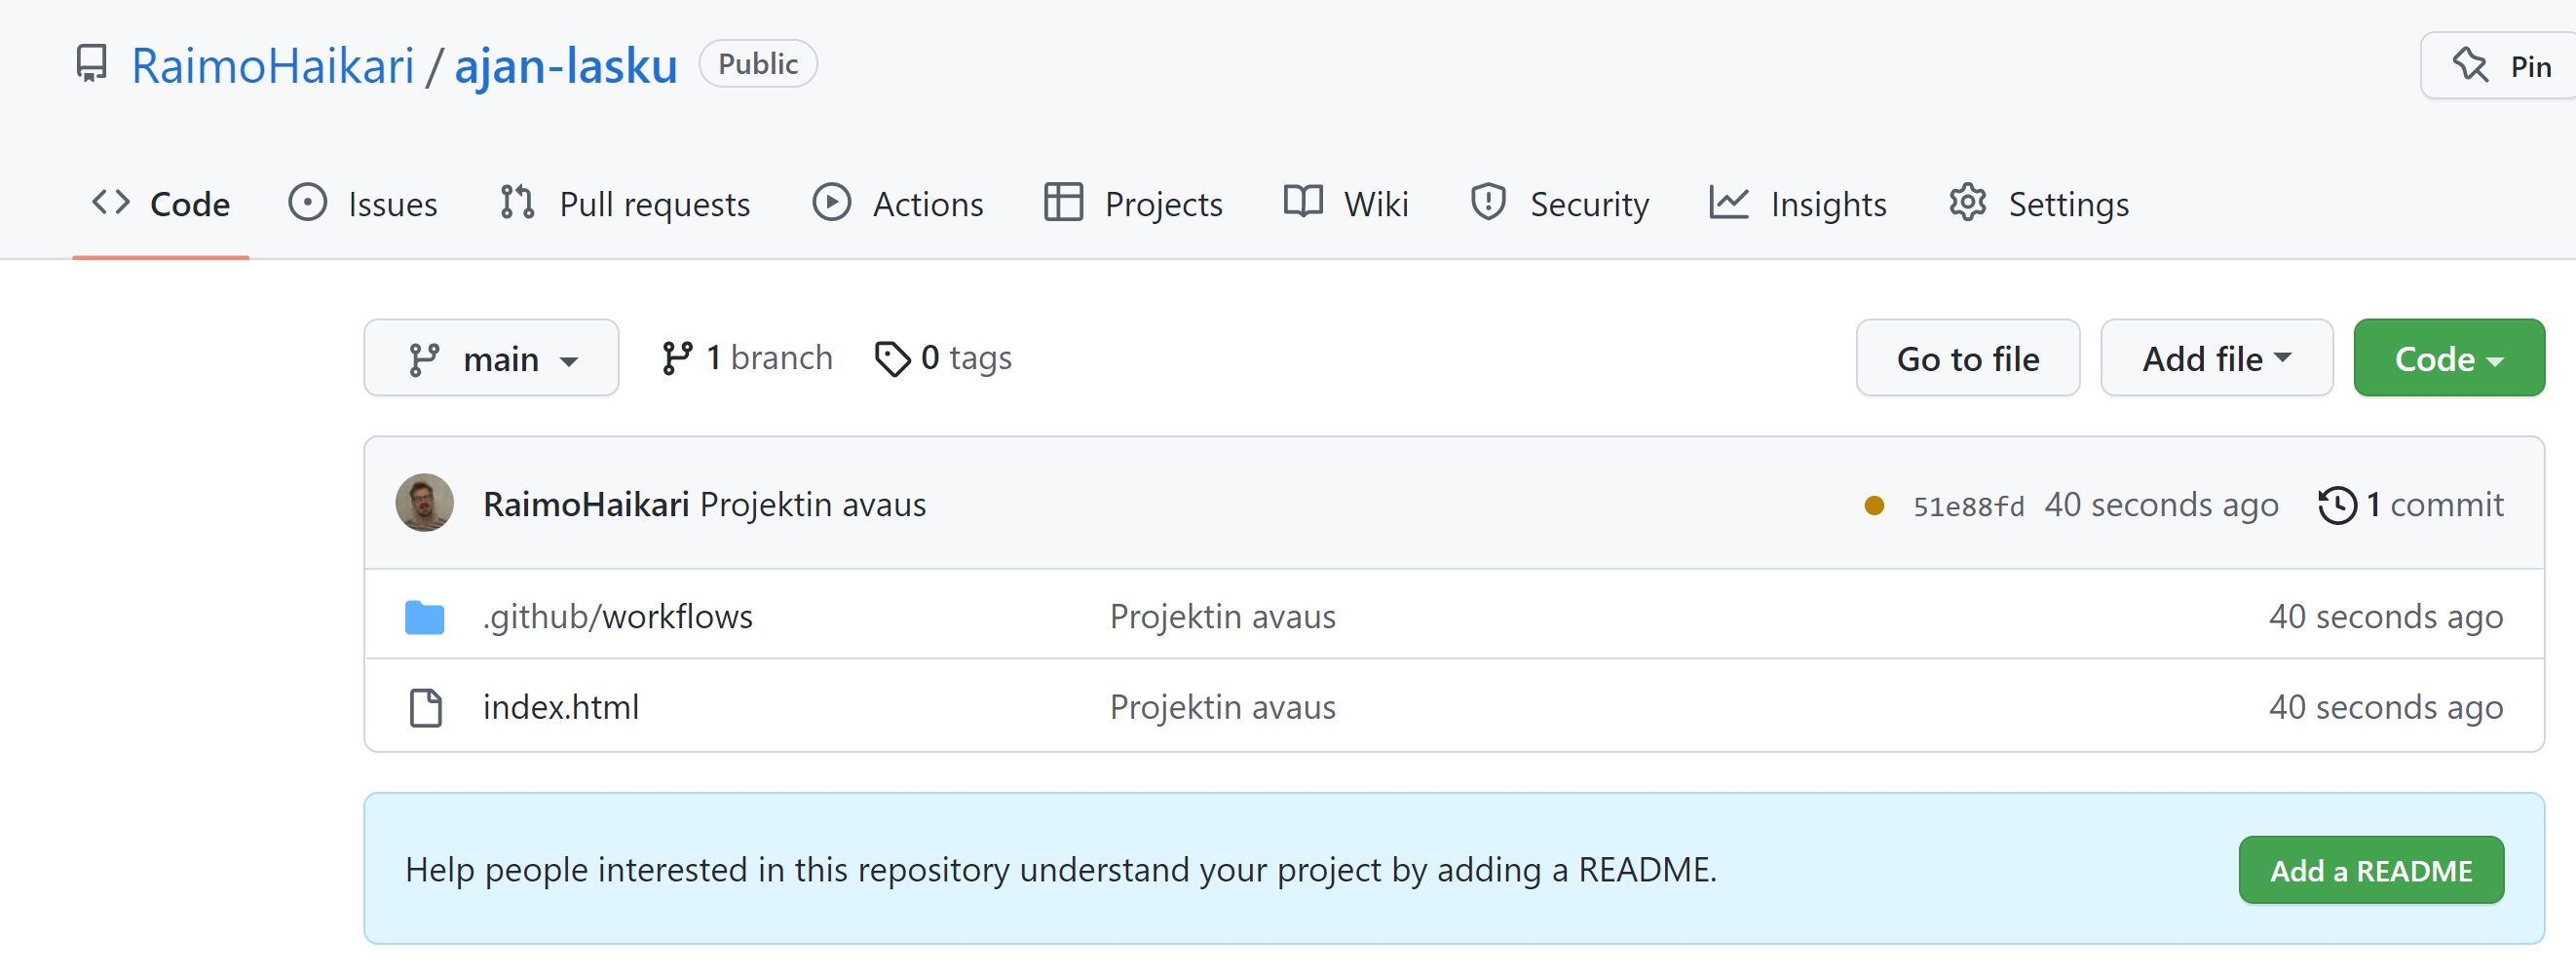 RaimoHaikari / ajan-lasku Public Pin
Code Issues Pull requests Actions Projects Wiki Security Insights Settings
main 1 branch 0 tags Go to file Add file Code
RaimoHaikari Projektin avaus 51e88fd 40 seconds ago 1 commit
.github/workflows Projektin avaus 40 seconds ago
index.html Projektin avaus 40 seconds ago
Help people interested in this repository understand your project by adding a README. Add a README